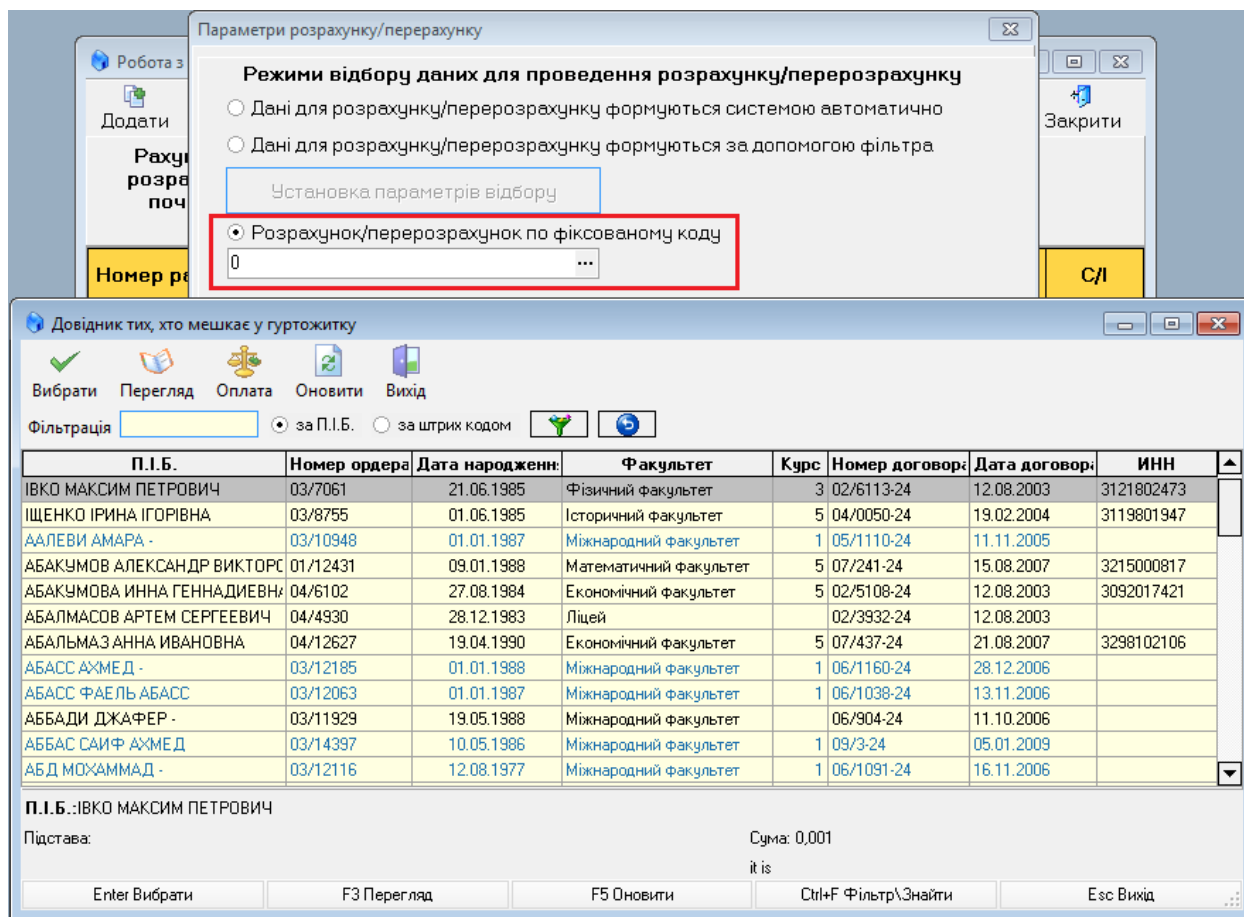 Параметри розрахунку/перерахунку
Робота з
Додати
Режими відбору даних для проведення розрахунку/перерозрахунку
Дані для розрахунку/перерозрахунку формуються системою автоматично
Закрити
Дані для розрахунку/перерозрахунку формуються за допомогою фільтра
Установка параметрів відбору
Розрахунок/перерозрахунок по фіксованому коду
0 ...
Номер С/І
Довідник тих, хто мешкає у гуртожитку
Вибрати Перегляд Оплата Оновити Вихід
Фільтрація за П.І.Б. за штрих кодом
П.І.Б. Номер ордера Дата народженн Факультет Курс Номер договора Дата договора ИНН
ІВКО МАКСИМ ПЕТРОВИЧ 03/7061 21.06.1985 Фізичний факультет 3 02/6113-24 12.08.2003 3121802473
ІЩЕНКО ІРИНА ІГОРІВНА 03/8755 01.06.1985 Історичний факультет 5 04/0050-24 19.02.2004 3119801947
ААЛЕВИ АМАРА - 03/10948 01.01.1987 Міжнародний факультет 1 05/1110-24 11.11.2005
АБАКУМОВ АЛЕКСАНДР ВИКТОРС 01/12431 09.01.1988 Математичний факультет 5 07/241-24 15.08.2007 3215000817
АБАКУМОВА ИННА ГЕННАДИЕВНА 04/6102 27.08.1984 Економічний факультет 5 02/5108-24 12.08.2003 3092017421
АБАЛМАСОВ АРТЕМ СЕРГЕЕВИЧ 04/4930 28.12.1983 Ліцей 02/3932-24 12.08.2003
АБАЛЬМАЗ АННА ИВАНОВНА 04/12627 19.04.1990 Економічний факультет 5 07/437-24 21.08.2007 3298102106
АБАСС АХМЕД - 03/12185 01.01.1988 Міжнародний факультет 1 06/1160-24 28.12.2006
АБАСС ФАЕЛЬ АБАСС 03/12063 01.01.1987 Міжнародний факультет 1 06/1038-24 13.11.2006
АББАДИ ДЖАФЕР - 03/11929 19.05.1988 Міжнародний факультет 06/904-24 11.10.2006
АББАС САИФ АХМЕД 03/14397 10.05.1986 Міжнародний факультет 1 09/3-24 05.01.2009
АБД МОХАММАД - 03/12116 12.08.1977 Міжнародний факультет 1 06/1091-24 16.11.2006
П.І.Б.:ІВКО МАКСИМ ПЕТРОВИЧ
Підстава: Сума: 0,001
it is
Enter Вибрати F3 Перегляд F5 Оновити Ctrl+F Фільтр\Знайти Esc Вихід